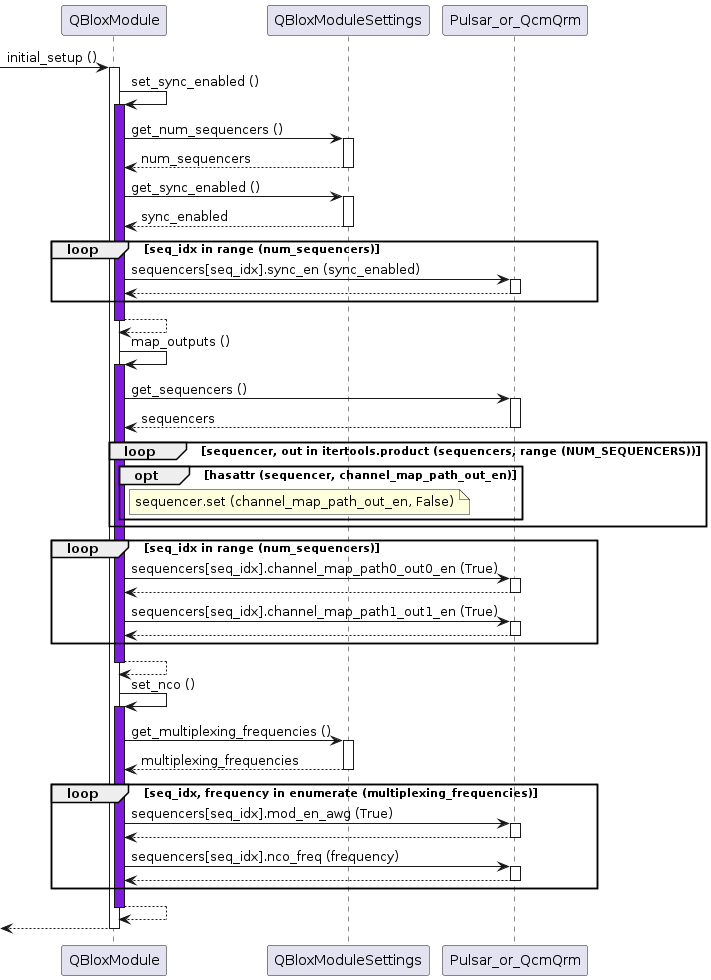 QBloxModule QBloxModuleSettings Pulsar_or_QcmQrm
initial_setup ()
set_sync_enabled ()
get_num_sequencers ()
num_sequencers
get_sync_enabled ()
sync_enabled
loop [seq_idx in range (num_sequencers)]
sequencers[seq_idx].sync_en (sync_enabled)
map_outputs ()
get_sequencers ()
sequencers
loop [sequencer, out in itertools.product (sequencers, range (NUM_SEQUENCERS))]
opt [hasattr (sequencer, channel_map_path_out_en)]
sequencer.set (channel_map_path_out_en, False)
loop [seq_idx in range (num_sequencers)]
sequencers[seq_idx].channel_map_path0_out0_en (True)
sequencers[seq_idx].channel_map_path1_out1_en (True)
set_nco ()
get_multiplexing_frequencies ()
multiplexing_frequencies
loop [seq_idx, frequency in enumerate (multiplexing_frequencies)]
sequencers[seq_idx].mod_en_awg (True)
sequencers[seq_idx].nco_freq (frequency)
QBloxModule QBloxModuleSettings Pulsar_or_QcmQrm